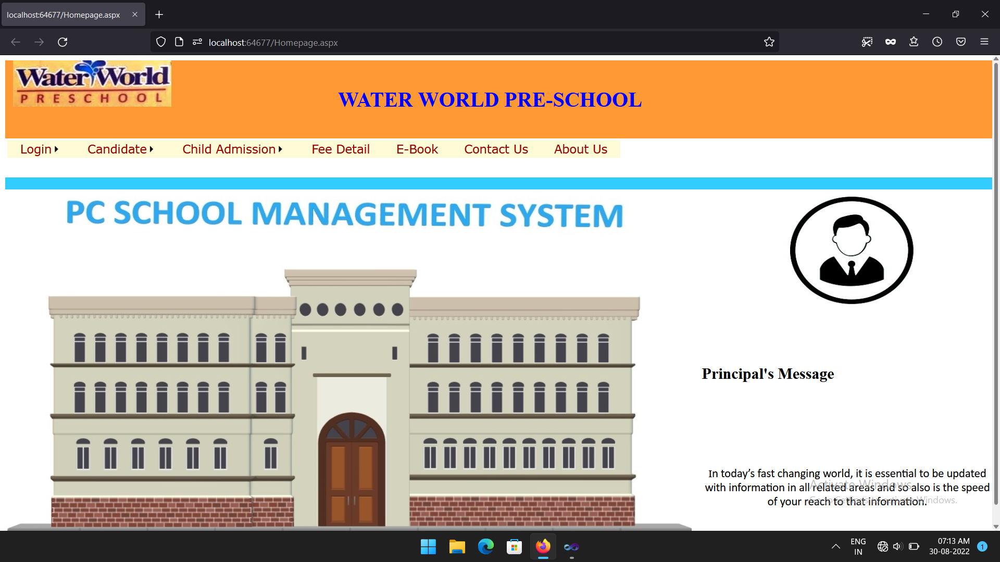 localhost:64677/Homepage.aspx
localhost:64677/Homepage.aspx
Water World
PRESCHOOL
WATER WORLD PRE-SCHOOL
Login Candidate Child Admission Fee Detail E-Book Contact Us About Us
PC SCHOOL MANAGEMENT SYSTEM
Principal's Message
In today’s fast changing world, it is essential to be updated
with information in all related areas and so also is the speed
of your reach to that information.
Activate Windows
Go to Settings to activate Windows.
ENG
IN
07:13 AM
30-08-2022
1